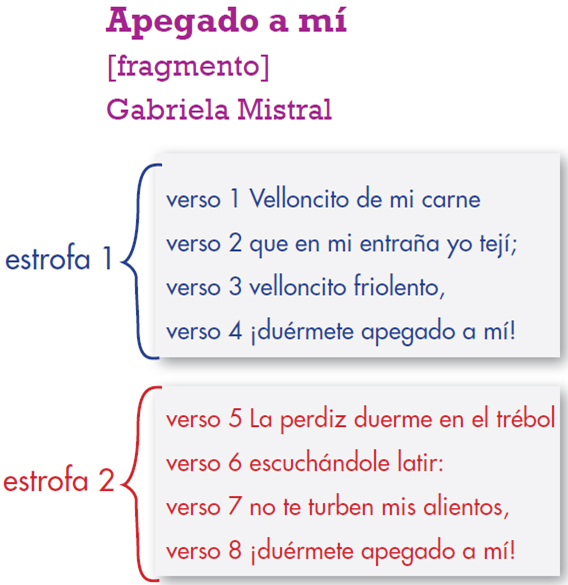 Apegado a mí
[fragmento]
Gabriela Mistral
estrofa 1
verso 1 Velloncito de mi carne
verso 2 que en mi entraña yo tejí;
verso 3 velloncito friolento,
verso 4 ¡duérmete apegado a mí!
estrofa 2
verso 5 La perdiz duerme en el trébol
verso 6 escuchándole latir:
verso 7 no te turben mis alientos,
verso 8 ¡duérmete apegado a mí!